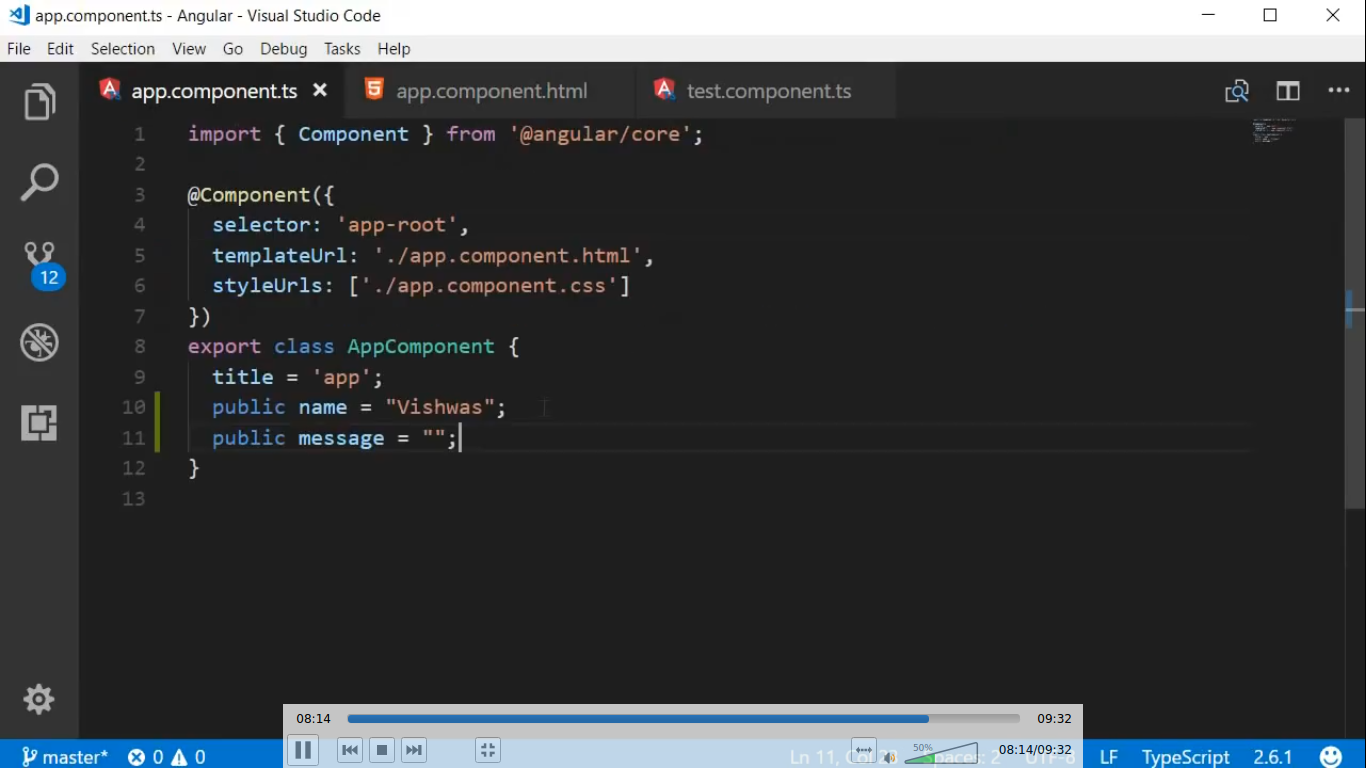 app.component.ts - Angular - Visual Studio Code
File Edit Selection View Go Debug Tasks Help
app.component.ts app.component.html test.component.ts
1 import { Component } from '@angular/core';
2
3 @Component({
4 selector: 'app-root',
5 templateUrl: './app.component.html',
6 styleUrls: ['./app.component.css']
7 })
8 export class AppComponent {
9 title = 'app';
10 public name = "Vishwas";
11 public message = "";
12 }
13
12
08:14 09:32
50% 08:14/09:32
master* 0 0 Ln 11, Col Spaces: 2 UTF-8 LF TypeScript 2.6.1